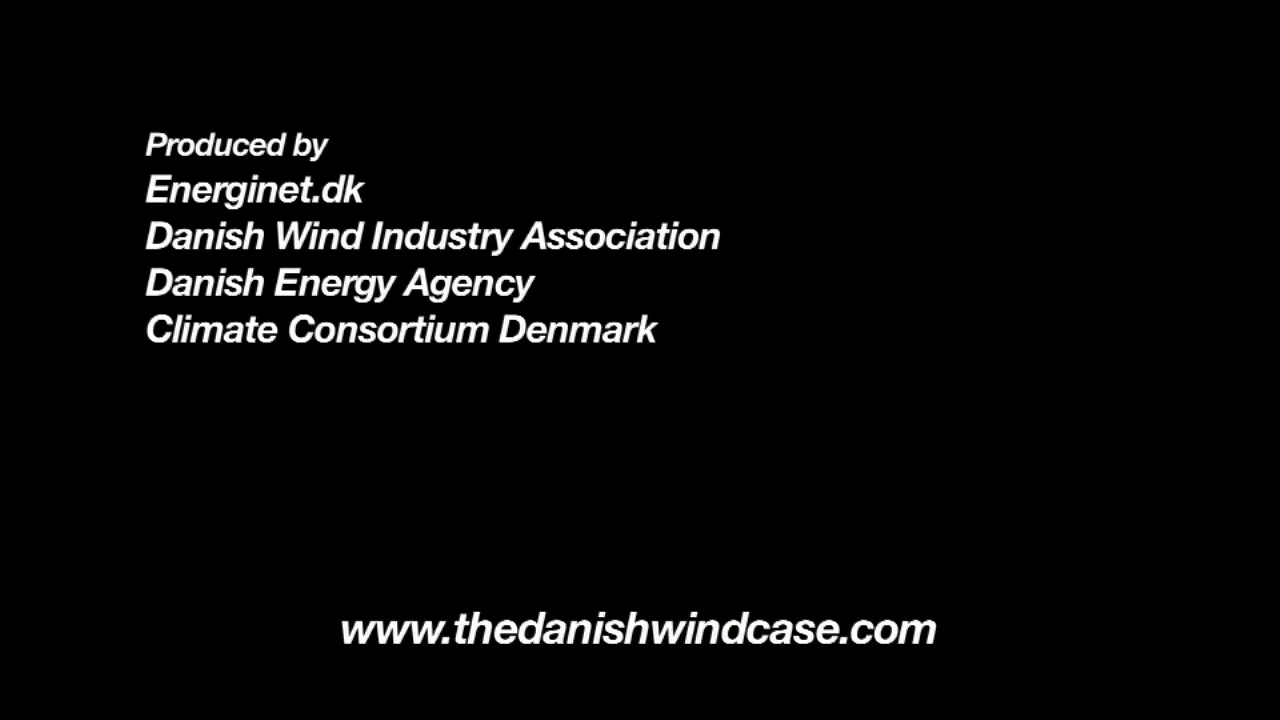 Produced by
Energinet.dk
Danish Wind Industry Association
Danish Energy Agency
Climate Consortium Denmark
www.thedanishwindcase.com